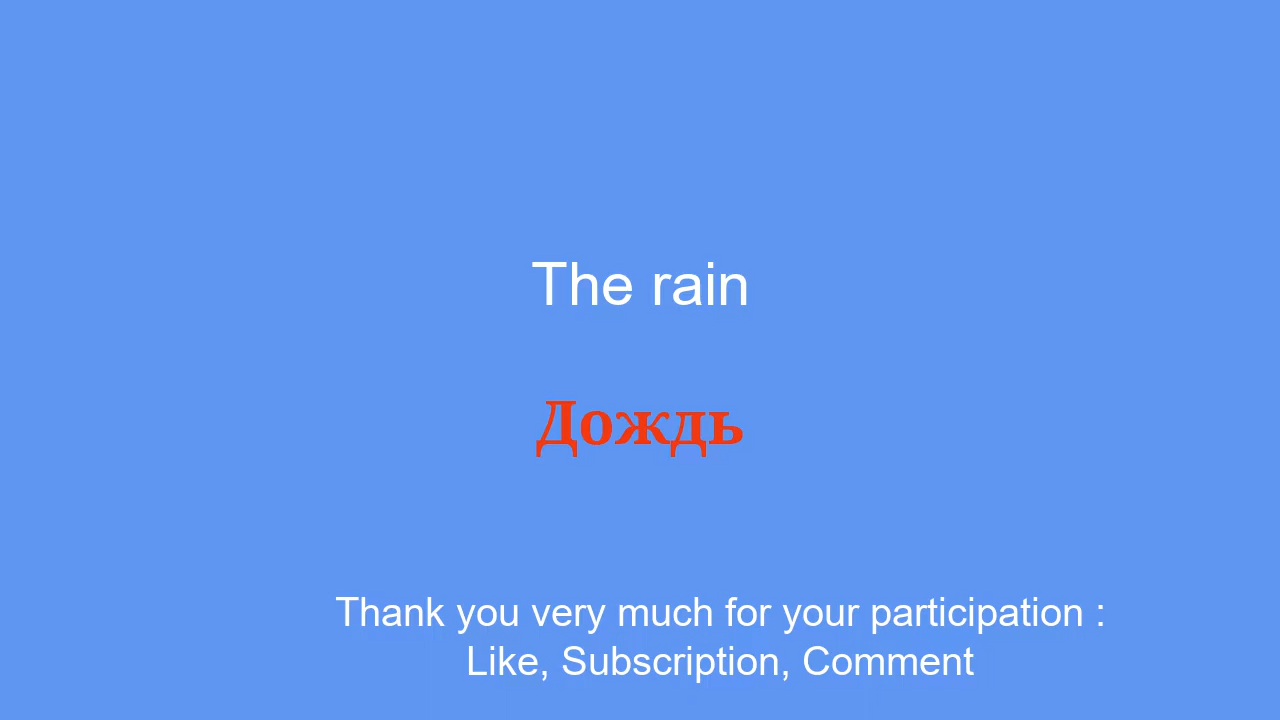 The rain
Дождь
Thank you very much for your participation :
Like, Subscription, Comment